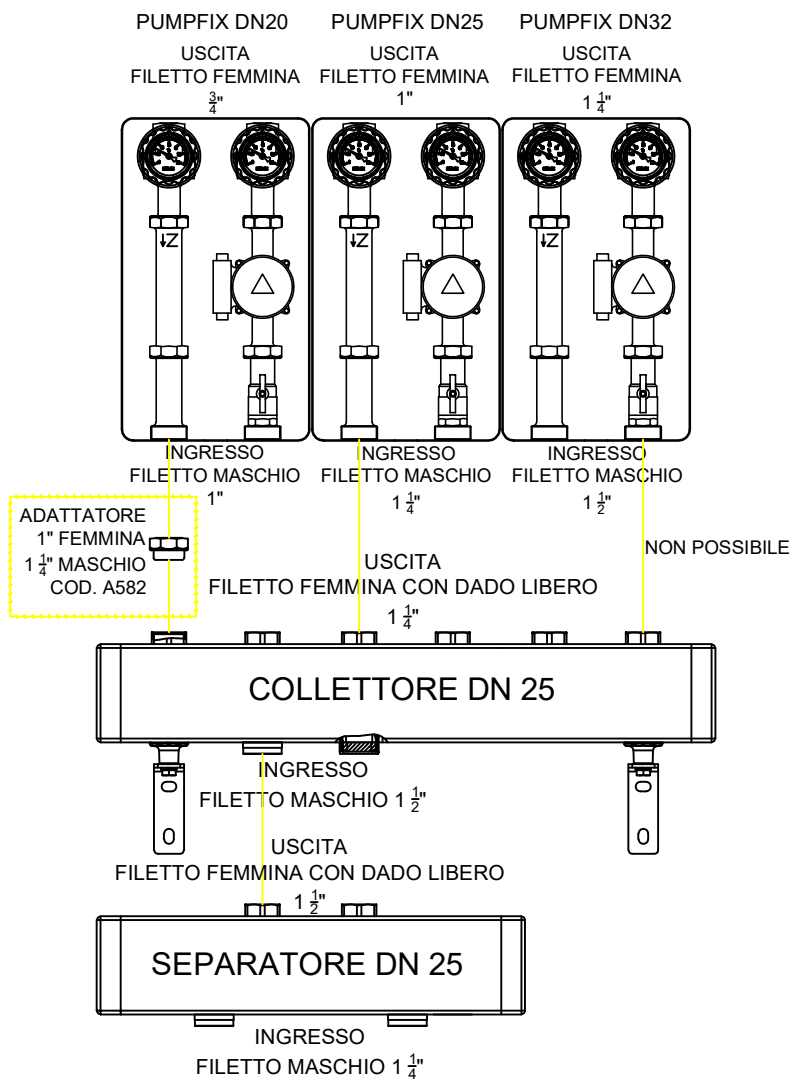 PUMPFIX DN20
USCITA
FILETTO FEMMINA
3/4"
PUMPFIX DN25
USCITA
FILETTO FEMMINA
1"
PUMPFIX DN32
USCITA
FILETTO FEMMINA
1 1/4"
Z
Z
Z
INGRESSO
FILETTO MASCHIO
1"
INGRESSO
FILETTO MASCHIO
1 1/4"
INGRESSO
FILETTO MASCHIO
1 1/2"
ADATTATORE
1" FEMMINA
1 1/4" MASCHIO
COD. A582
NON POSSIBILE
USCITA
FILETTO FEMMINA CON DADO LIBERO
1 1/4"
COLLETTORE DN 25
INGRESSO
FILETTO MASCHIO 1 1/2"
USCITA
FILETTO FEMMINA CON DADO LIBERO
1 1/2"
SEPARATORE DN 25
INGRESSO
FILETTO MASCHIO 1 1/4"